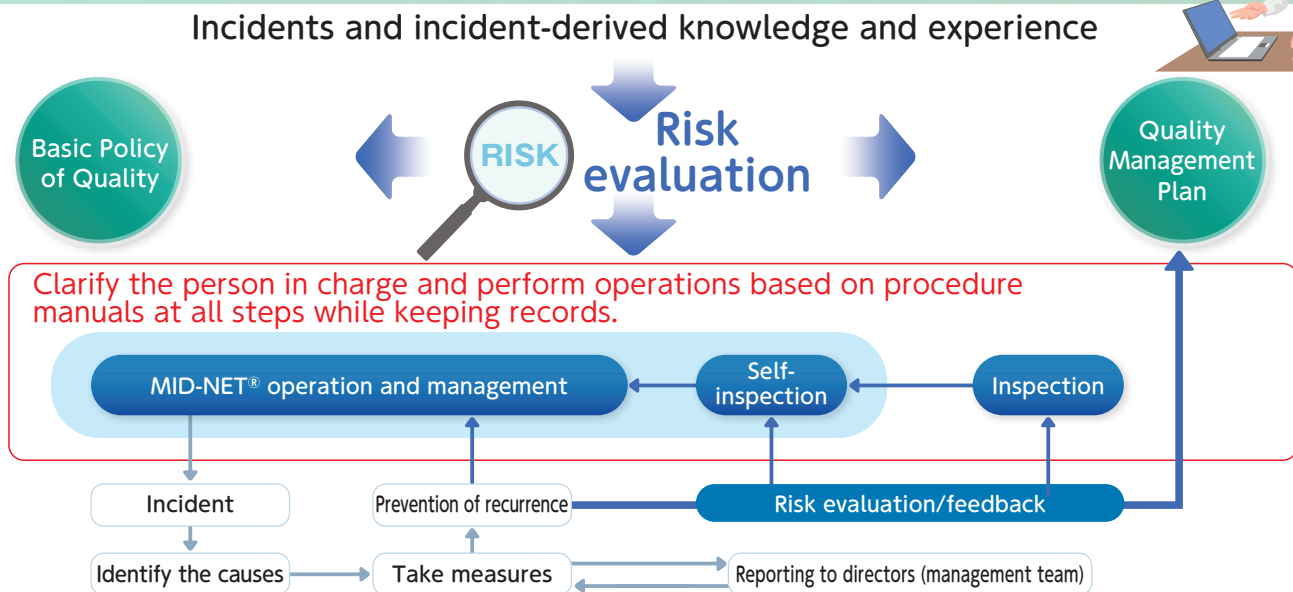 Incidents and incident-derived knowledge and experience
Basic Policy
of Quality
RISK
Risk
evaluation
Quality
Management
Plan
Clarify the person in charge and perform operations based on procedure
manuals at all steps while keeping records.
MID-NET® operation and management
Self-
inspection
Inspection
Incident
Prevention of recurrence
Risk evaluation/feedback
Identify the causes
Take measures
Reporting to directors (management team)